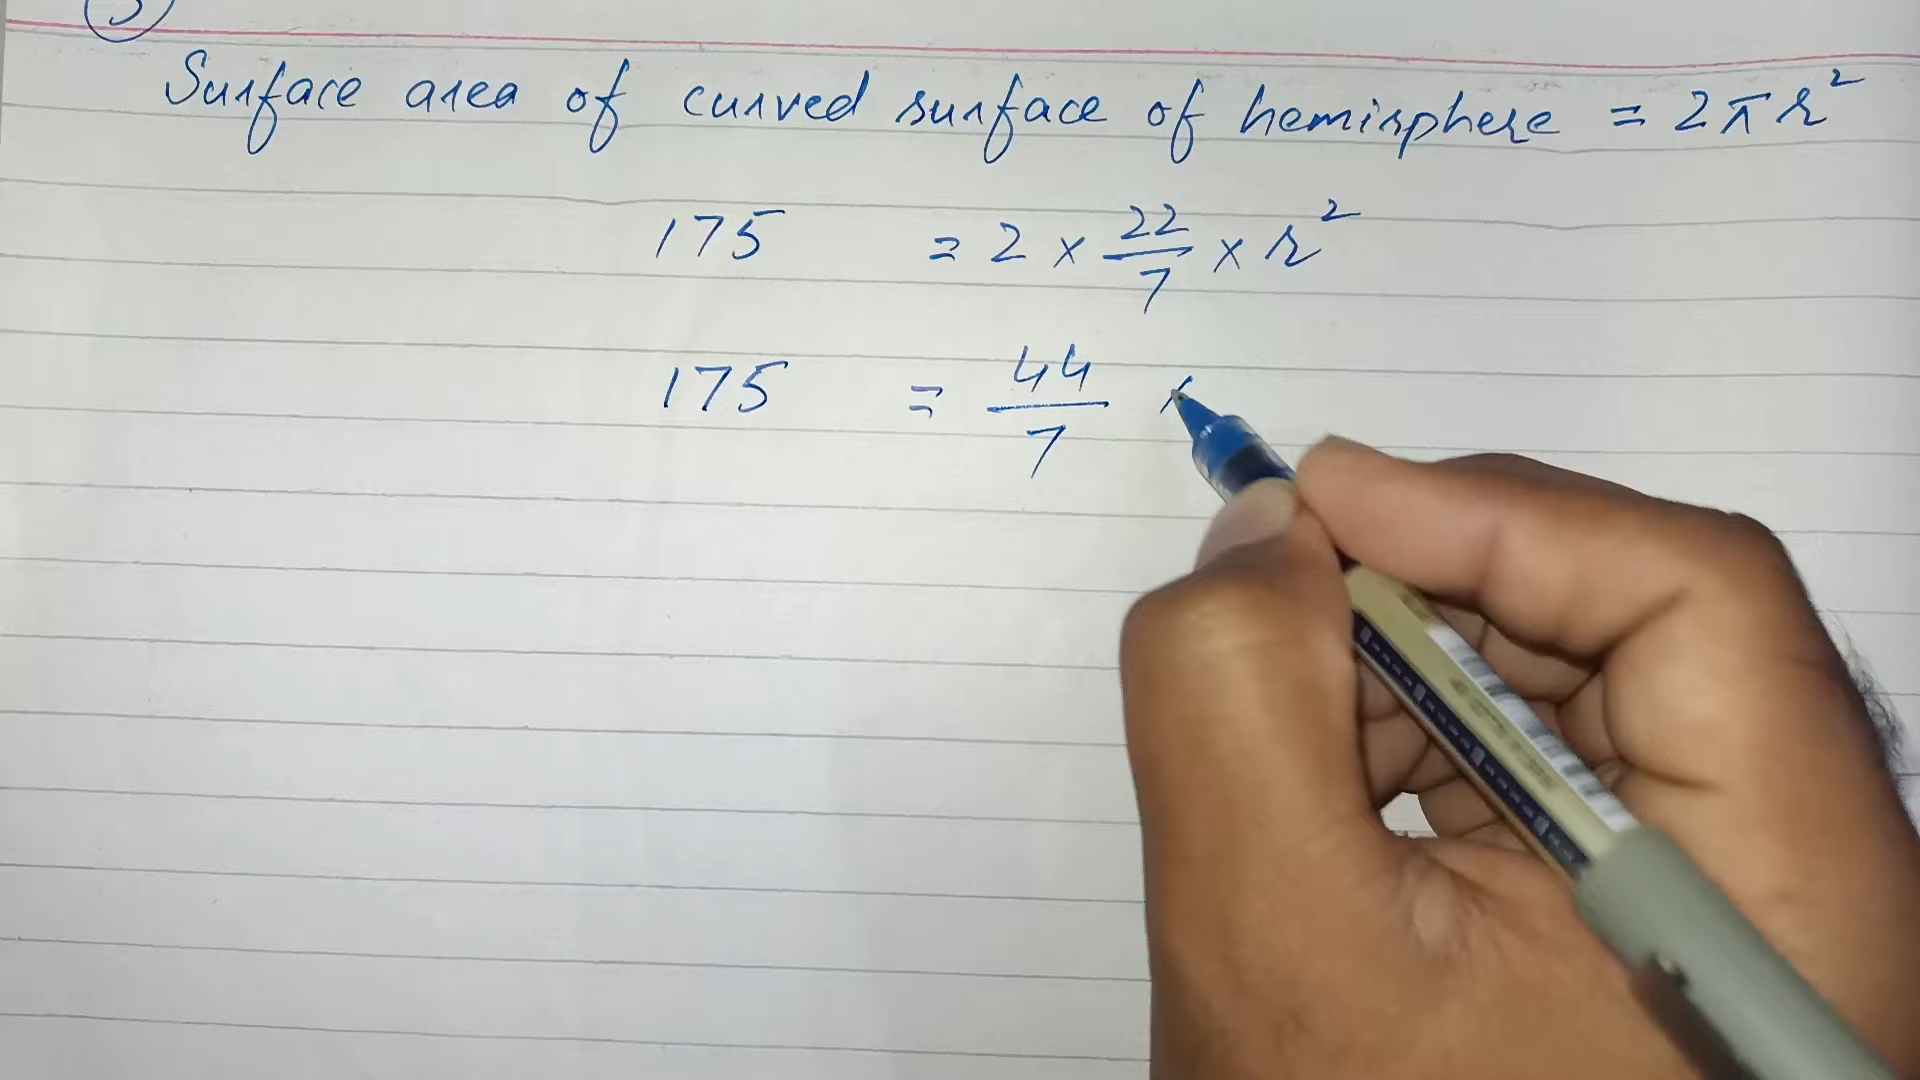 Surface area of curved surface of hemisphere = 2πr²
175 = 2 × 22/7 × r²
175 = 44/7